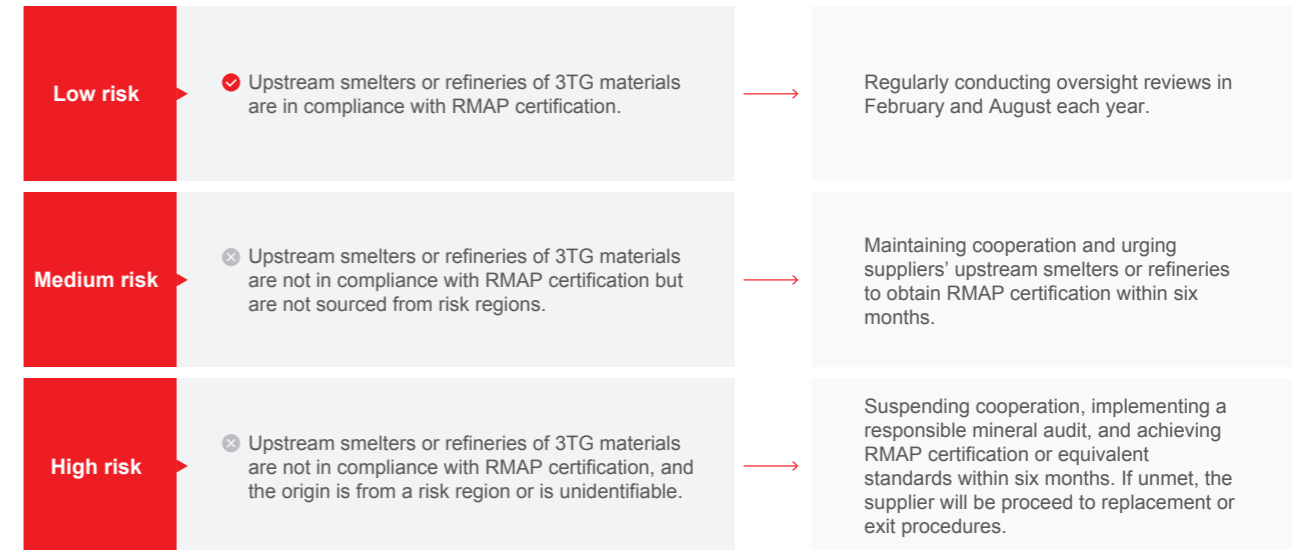 Low risk
Upstream smelters or refineries of 3TG materials
are in compliance with RMAP certification.
Regularly conducting oversight reviews in
February and August each year.
Medium risk
Upstream smelters or refineries of 3TG materials
are not in compliance with RMAP certification but
are not sourced from risk regions.
Maintaining cooperation and urging
suppliers’ upstream smelters or refineries
to obtain RMAP certification within six
months.
High risk
Upstream smelters or refineries of 3TG materials
are not in compliance with RMAP certification, and
the origin is from a risk region or is unidentifiable.
Suspending cooperation, implementing a
responsible mineral audit, and achieving
RMAP certification or equivalent
standards within six months. If unmet, the
supplier will be proceed to replacement or
exit procedures.